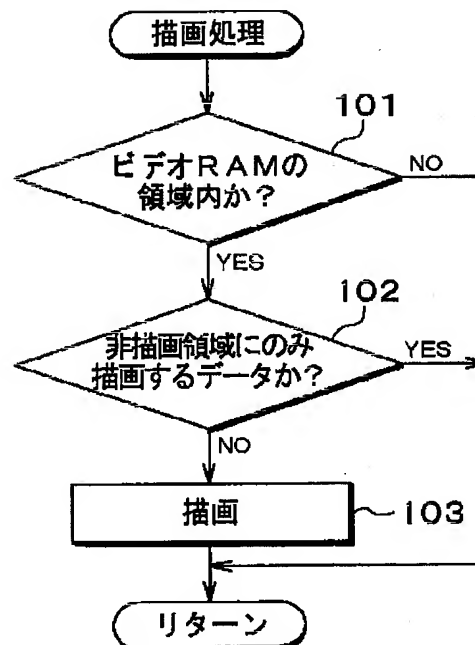 描画処理
101
ビデオRAMの
領域内か?
NO
YES
102
非描画領域にのみ
描画するデータか?
YES
NO
描画
103
リターン